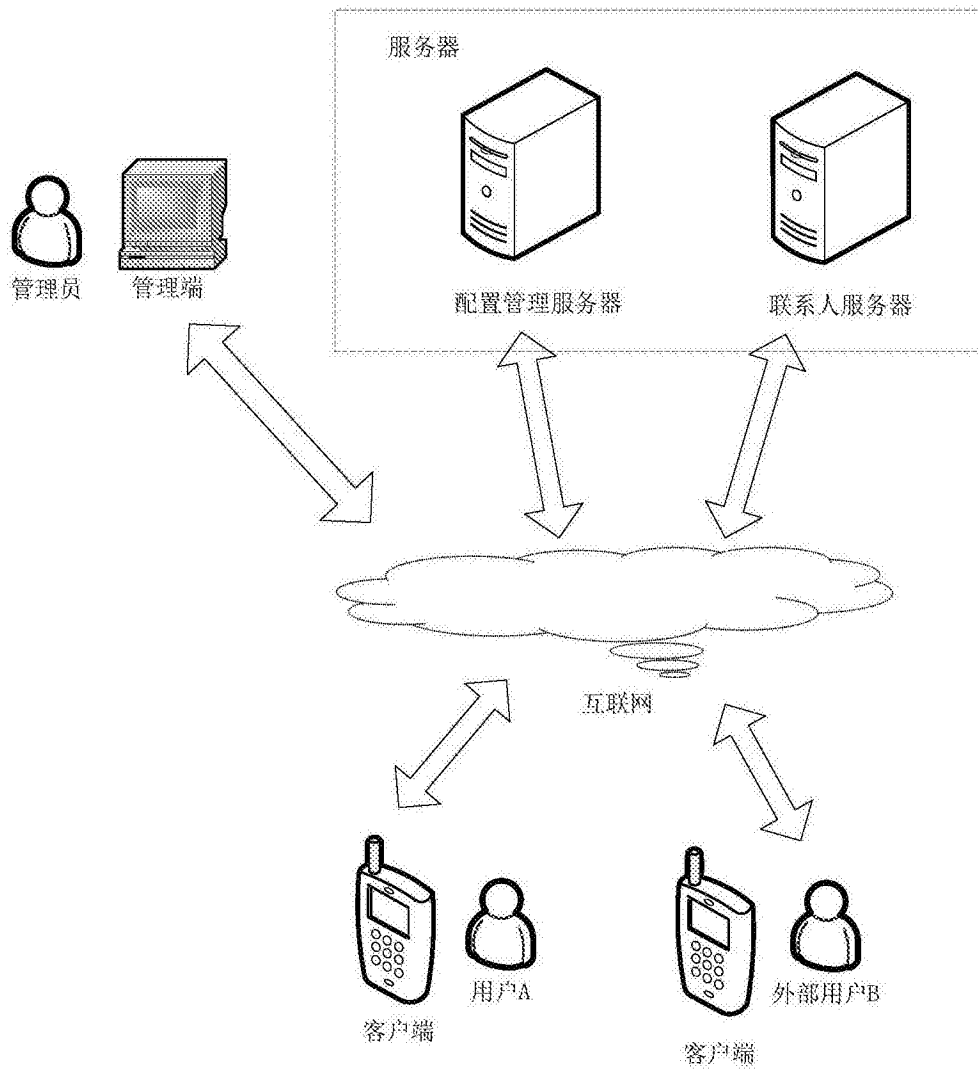 服务器
管理员
管理端
配置管理服务器
联系人服务器
互联网
用户A
外部用户B
客户端
客户端